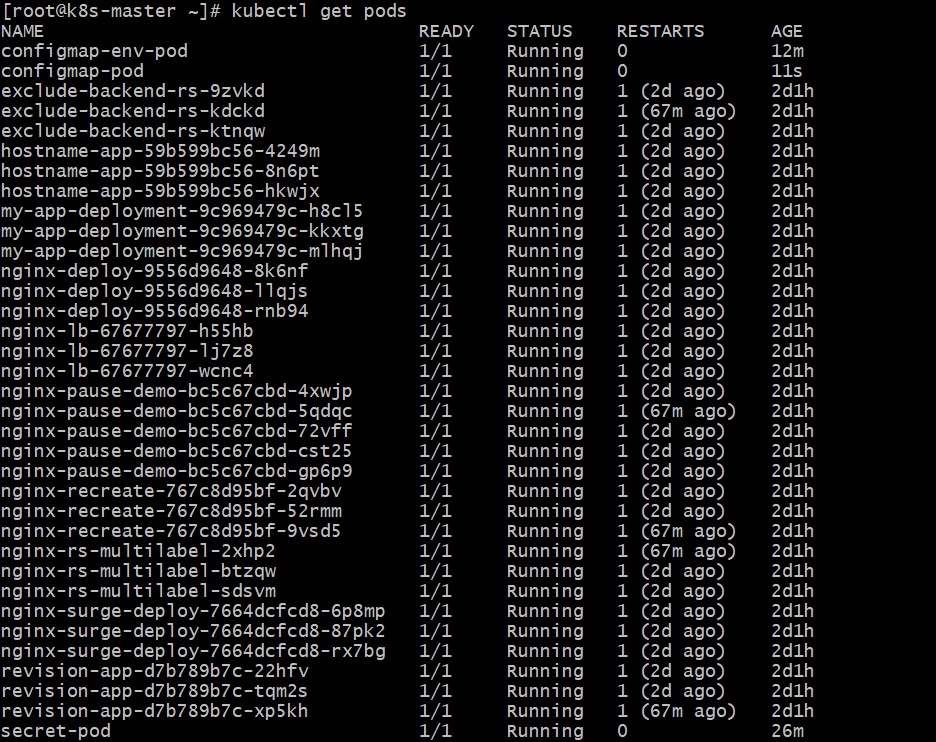 [root@k8s-master ~]# kubectl get pods
NAME READY STATUS RESTARTS AGE
configmap-env-pod 1/1 Running 0 12m
configmap-pod 1/1 Running 0 11s
exclude-backend-rs-9zvkd 1/1 Running 1 (2d ago) 2d1h
exclude-backend-rs-kdckd 1/1 Running 1 (67m ago) 2d1h
exclude-backend-rs-ktnqw 1/1 Running 1 (2d ago) 2d1h
hostname-app-59b599bc56-4249m 1/1 Running 1 (2d ago) 2d1h
hostname-app-59b599bc56-8n6pt 1/1 Running 1 (2d ago) 2d1h
hostname-app-59b599bc56-hkwjx 1/1 Running 1 (2d ago) 2d1h
my-app-deployment-9c969479c-h8cl5 1/1 Running 1 (2d ago) 2d1h
my-app-deployment-9c969479c-kkxtg 1/1 Running 1 (2d ago) 2d1h
my-app-deployment-9c969479c-mlhqj 1/1 Running 1 (2d ago) 2d1h
nginx-deploy-9556d9648-8k6nf 1/1 Running 1 (2d ago) 2d1h
nginx-deploy-9556d9648-llqjs 1/1 Running 1 (2d ago) 2d1h
nginx-deploy-9556d9648-rnb94 1/1 Running 1 (2d ago) 2d1h
nginx-lb-67677797-h55hb 1/1 Running 1 (2d ago) 2d1h
nginx-lb-67677797-lj7z8 1/1 Running 1 (2d ago) 2d1h
nginx-lb-67677797-wcnc4 1/1 Running 1 (2d ago) 2d1h
nginx-pause-demo-bc5c67cbd-4xwjp 1/1 Running 1 (2d ago) 2d1h
nginx-pause-demo-bc5c67cbd-5qdqc 1/1 Running 1 (67m ago) 2d1h
nginx-pause-demo-bc5c67cbd-72vff 1/1 Running 1 (2d ago) 2d1h
nginx-pause-demo-bc5c67cbd-cst25 1/1 Running 1 (2d ago) 2d1h
nginx-pause-demo-bc5c67cbd-gp6p9 1/1 Running 1 (2d ago) 2d1h
nginx-recreate-767c8d95bf-2qvbv 1/1 Running 1 (2d ago) 2d1h
nginx-recreate-767c8d95bf-52rmm 1/1 Running 1 (2d ago) 2d1h
nginx-recreate-767c8d95bf-9vsd5 1/1 Running 1 (67m ago) 2d1h
nginx-rs-multilabel-2xhp2 1/1 Running 1 (67m ago) 2d1h
nginx-rs-multilabel-btzqw 1/1 Running 1 (2d ago) 2d1h
nginx-rs-multilabel-sdsvm 1/1 Running 1 (2d ago) 2d1h
nginx-surge-deploy-7664dcfcd8-6p8mp 1/1 Running 1 (2d ago) 2d1h
nginx-surge-deploy-7664dcfcd8-87pk2 1/1 Running 1 (2d ago) 2d1h
nginx-surge-deploy-7664dcfcd8-rx7bg 1/1 Running 1 (2d ago) 2d1h
revision-app-d7b789b7c-22hfv 1/1 Running 1 (2d ago) 2d1h
revision-app-d7b789b7c-tqm2s 1/1 Running 1 (2d ago) 2d1h
revision-app-d7b789b7c-xp5kh 1/1 Running 1 (67m ago) 2d1h
secret-pod 1/1 Running 0 26m